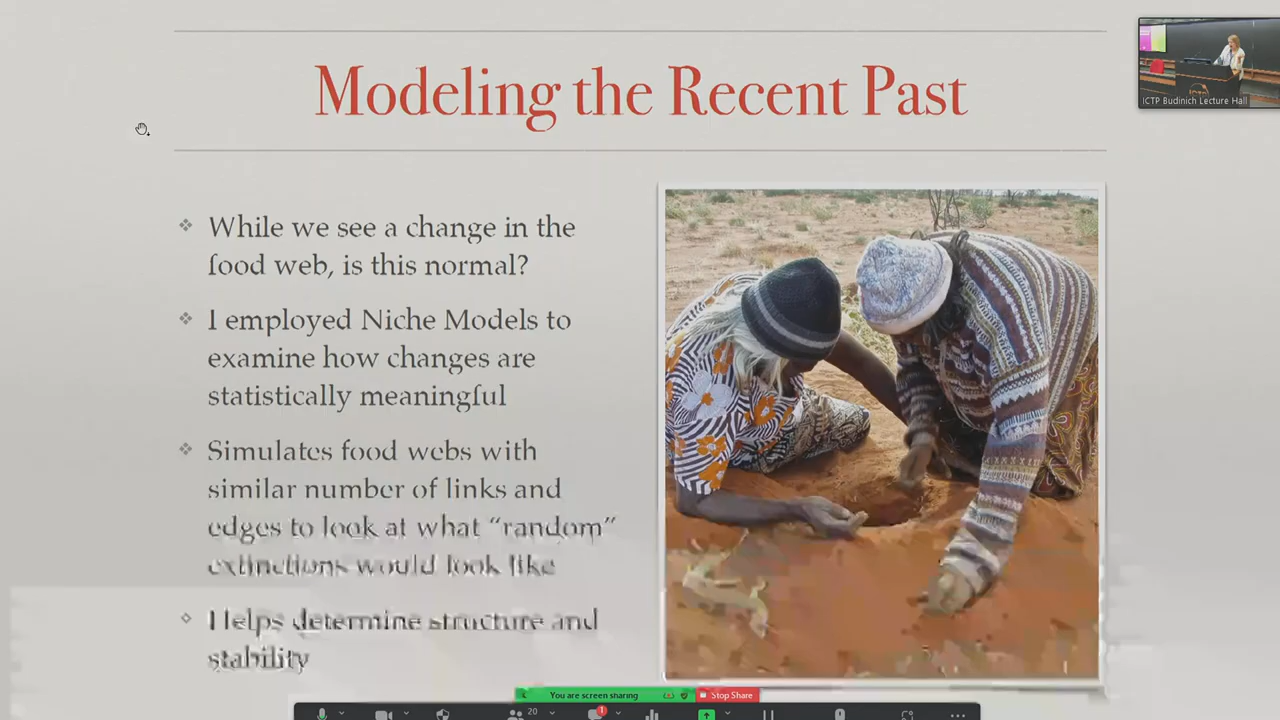 Modeling the Recent Past
ICTP Budinich Lecture Hall
While we see a change in the
food web, is this normal?
I employed Niche Models to
examine how changes are
statistically meaningful
Simulates food webs with
similar number of links and
edges to look at what “random”
extinctions would look like
Helps determine structure and
stability
You are screen sharing
Stop Share
20
1